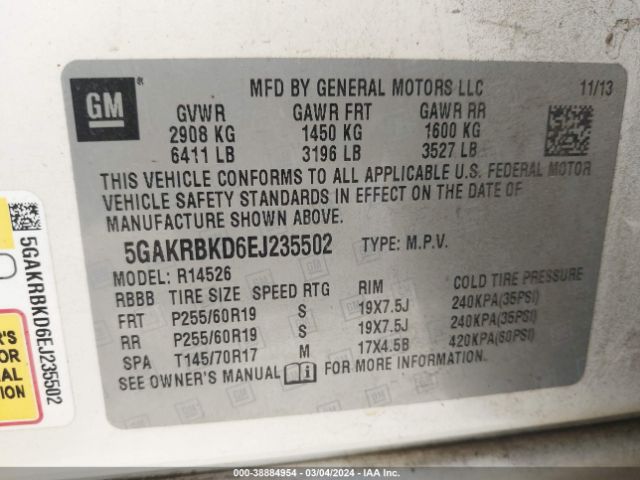 GM
MFD BY GENERAL MOTORS LLC 11/13
GVWR GAWR FRT GAWR RR
2908 KG 1450 KG 1600 KG
6411 LB 3196 LB 3527 LB
THIS VEHICLE CONFORMS TO ALL APPLICABLE U.S. FEDERAL MOTOR
VEHICLE SAFETY STANDARDS IN EFFECT ON THE DATE OF
MANUFACTURE SHOWN ABOVE.
5GAKRBKD6EJ235502 TYPE: M.P.V.
MODEL: R14526
RBBB TIRE SIZE SPEED RTG RIM COLD TIRE PRESSURE
FRT P255/60R19 S 19X7.5J 240KPA(35PSI)
RR P255/60R19 S 19X7.5J 240KPA(35PSI)
SPA T145/70R17 M 17X4.5B 420KPA(60PSI)
SEE OWNER'S MANUAL FOR MORE INFORMATION.
5GAKRBKD6EJ235502
000-38884954 - 03/04/2024 - IAA Inc.